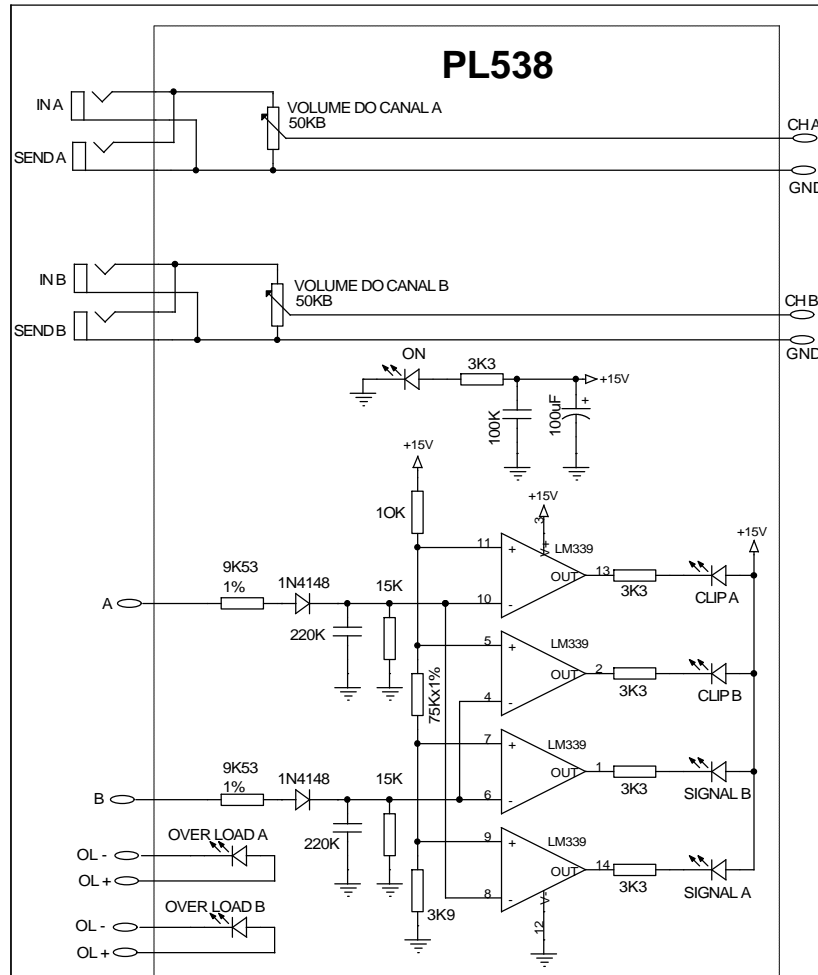 PL538
IN A
VOLUME DO CANAL A
50KB
CH A
SEND A
GND
IN B
VOLUME DO CANAL B
50KB
CH B
SEND B
GND
ON
3K3
+15V
100K
100uF
+
+15V
10K
+15V
3
V+
LM339
+15V
11
+
OUT
13
3K3
CLIP A
9K53
1%
1N4148
15K
A
10
-
220K
LM339
5
+
OUT
2
3K3
CLIP B
75Kx1%
4
-
LM339
7
+
OUT
1
3K3
SIGNAL B
9K53
1%
1N4148
15K
B
6
-
220K
LM339
9
+
OUT
14
3K3
SIGNAL A
8
-
V-
12
3K9
OVER LOAD A
OL -
OL +
OVER LOAD B
OL -
OL +